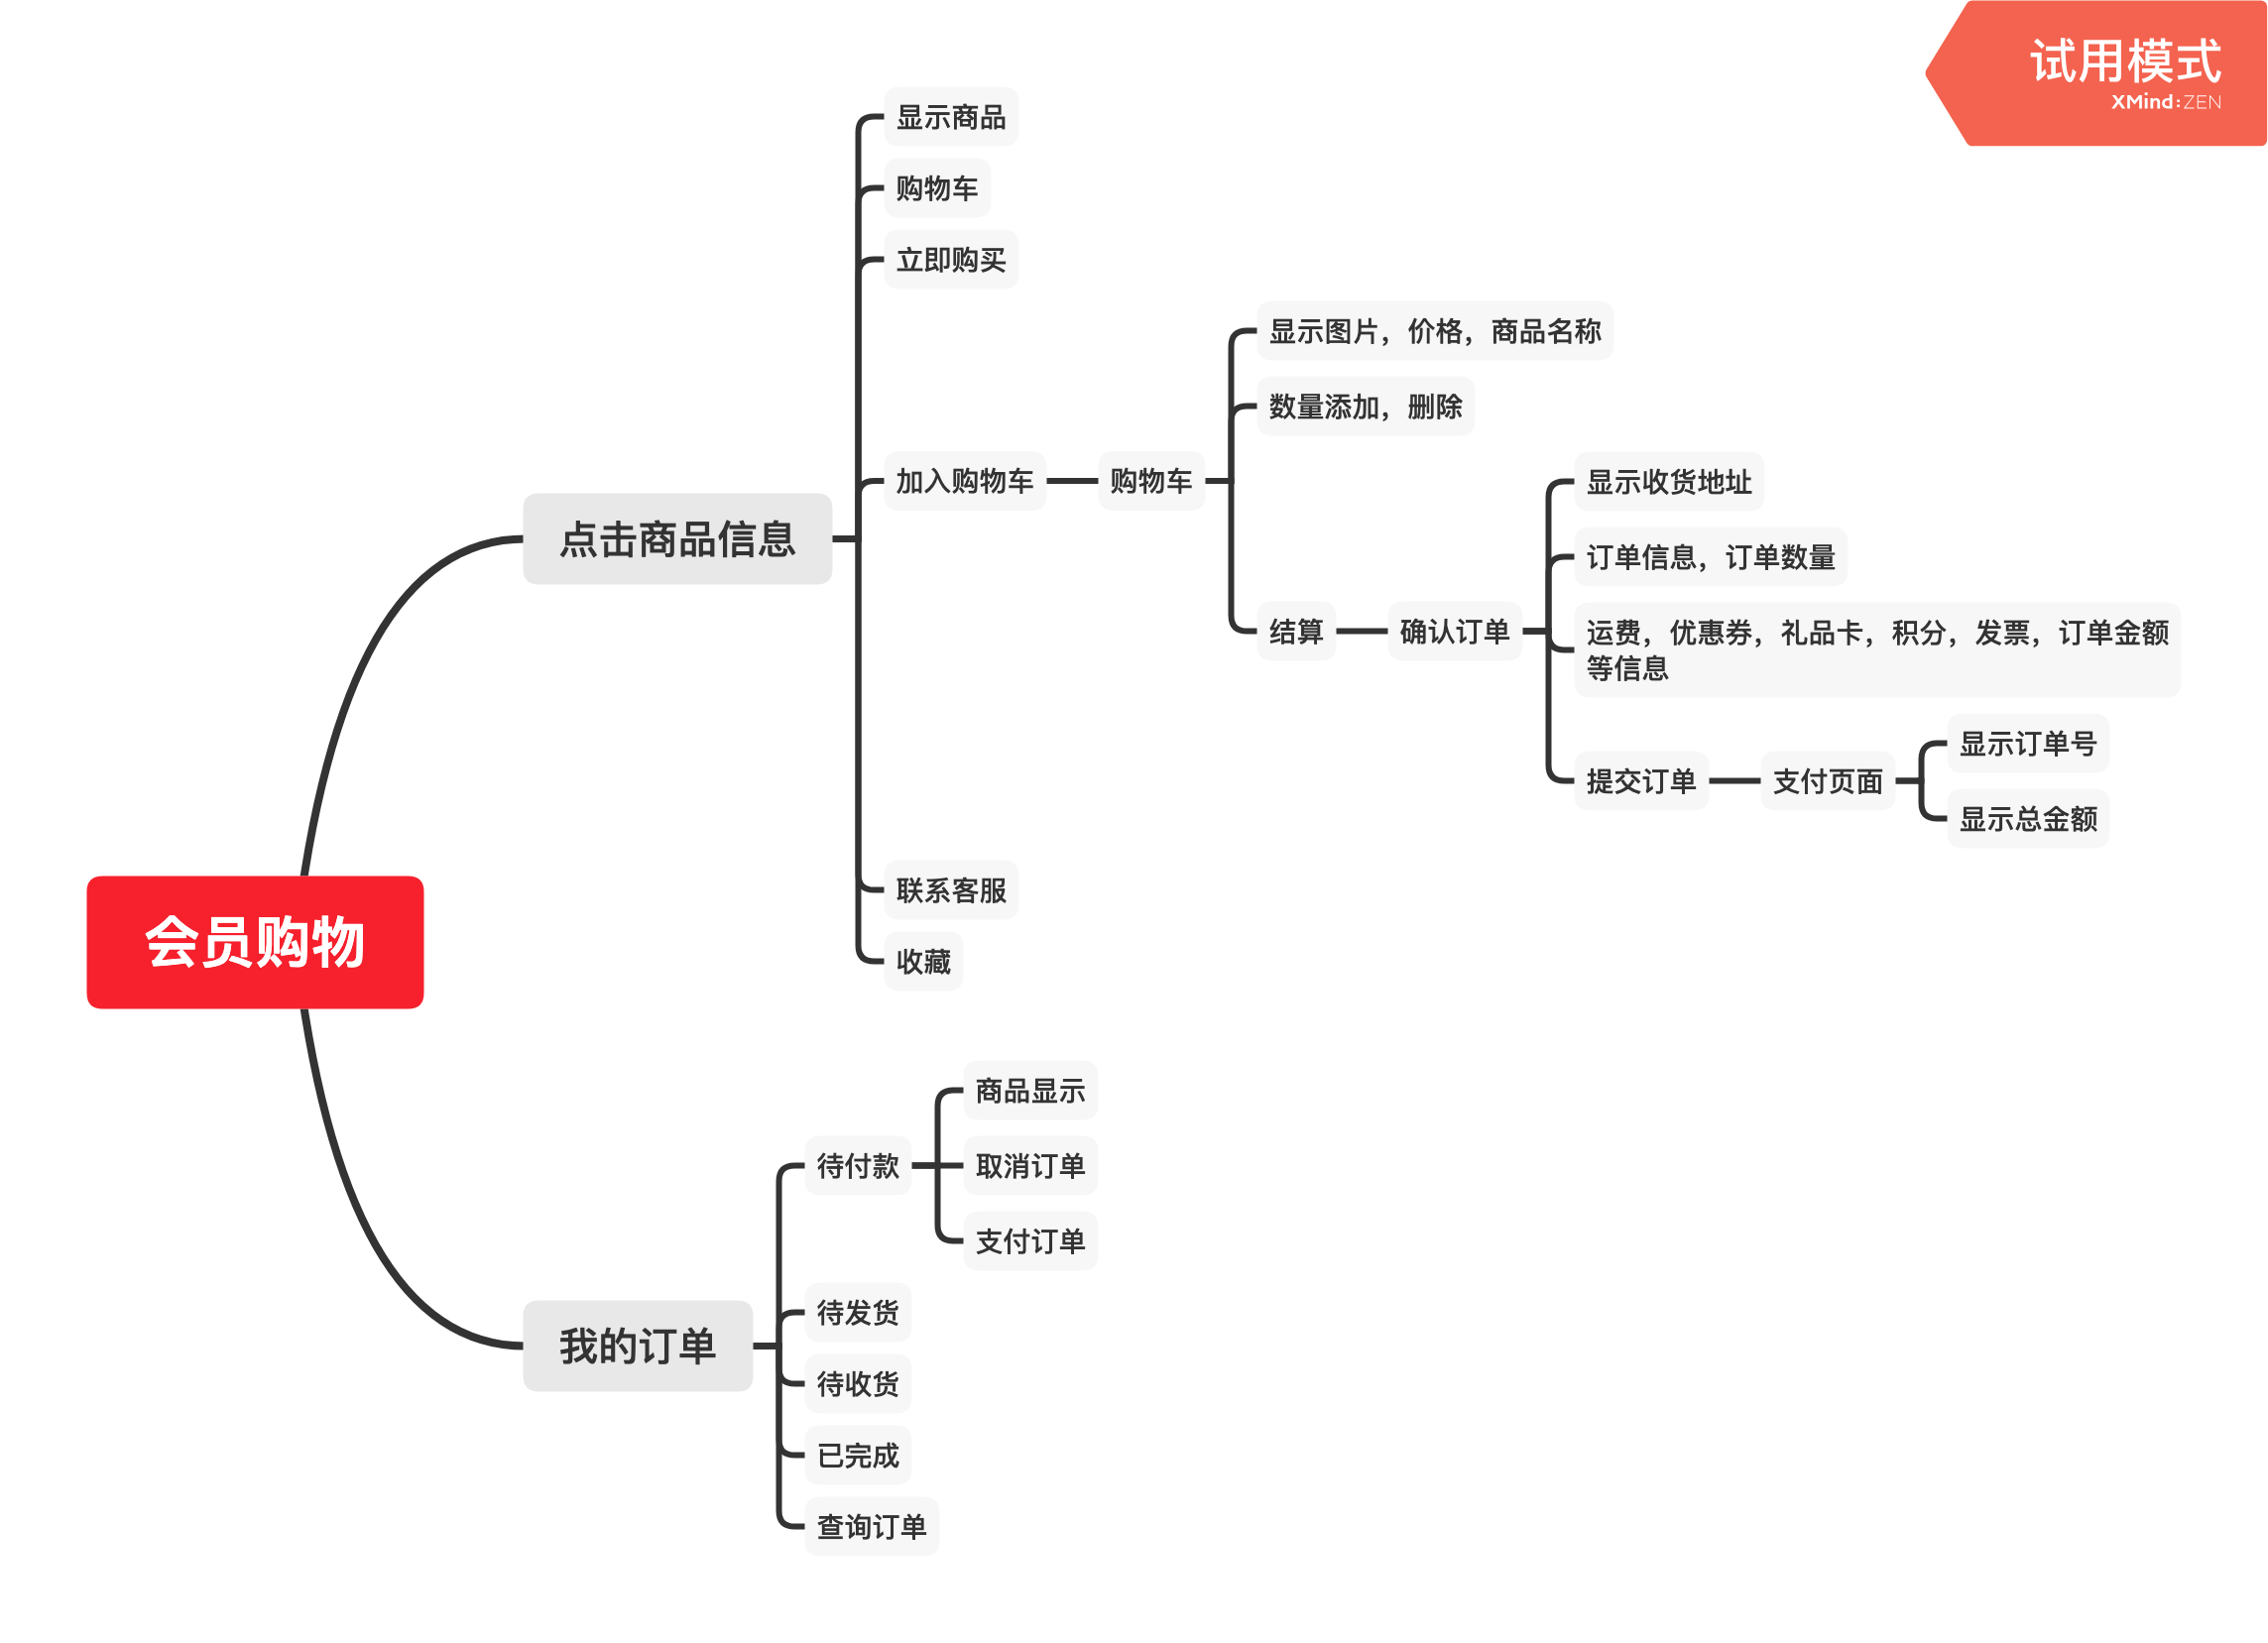 试用模式
XMind:ZEN
显示商品
购物车
立即购买
显示图片，价格，商品名称
数量添加，删除
加入购物车
购物车
显示收货地址
点击商品信息
订单信息，订单数量
结算
确认订单
运费，优惠券，礼品卡，积分，发票，订单金额
等信息
显示订单号
提交订单
支付页面
显示总金额
联系客服
会员购物
收藏
商品显示
待付款
取消订单
支付订单
待发货
我的订单
待收货
已完成
查询订单